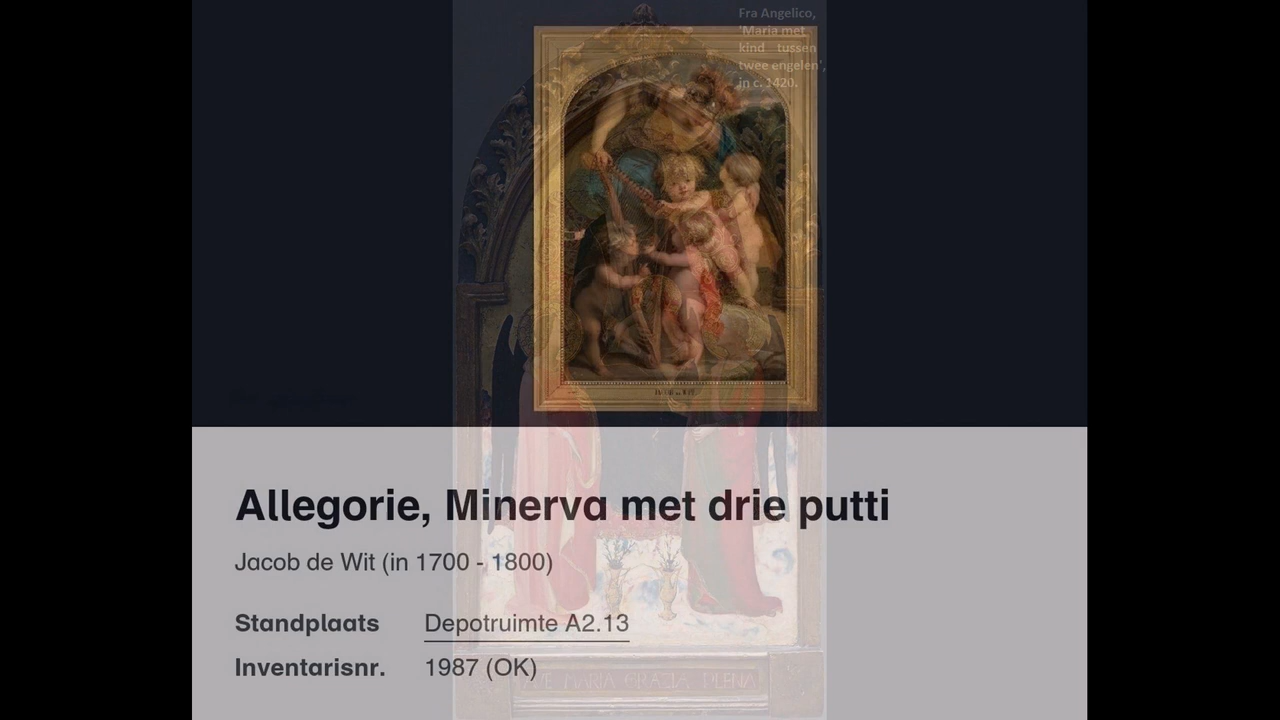 Fra Angelico,
'Maria met
kind tussen
twee engelen',
in c. 1420.
Allegorie, Minerva met drie putti
Jacob de Wit (in 1700 - 1800)
Standplaats Depotruimte A2.13
Inventarisnr. 1987 (OK)
AVE MARIA GRAZIA PLENA